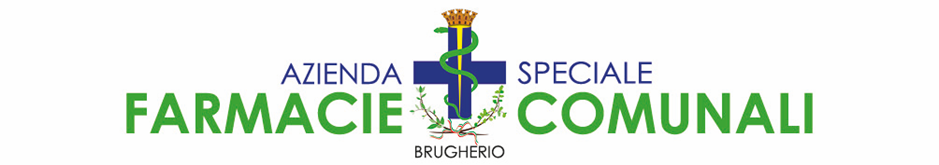 AZIENDA SPECIALE
FARMACIE COMUNALI
BRUGHERIO